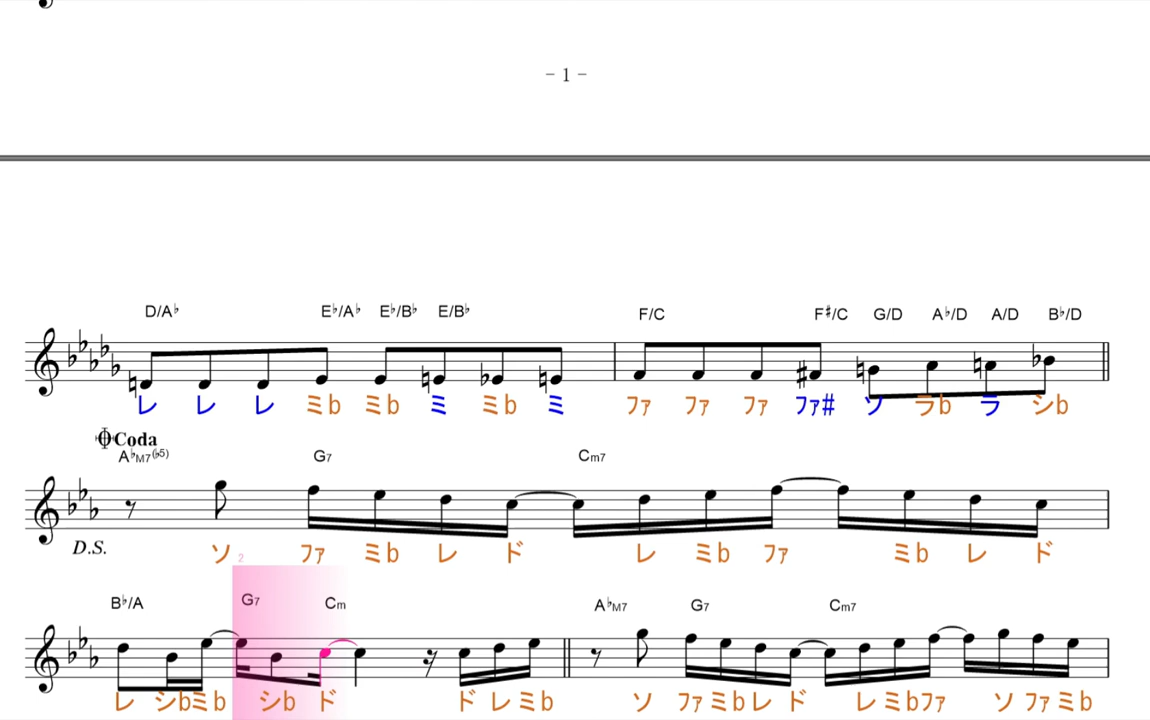 - 1 -
D/A♭ E♭/A♭ E♭/B♭ E/B♭ F/C F♯/C G/D A♭/D A/D B♭/D
レ レ レ ミb ミb ミ ミb ミ ファ ファ ファ ファ# ソ ラb ラ シb
Coda
A♭M7(♭5) G7 Cm7
D.S. ソ ファ ミb レ ド レ ミb ファ ミb レ ド
2
B♭/A G7 Cm A♭M7 G7 Cm7
レ シb ミb シb ド ド レ ミb ソ ファ ミb レ ド レ ミb ファ ソ ファ ミb